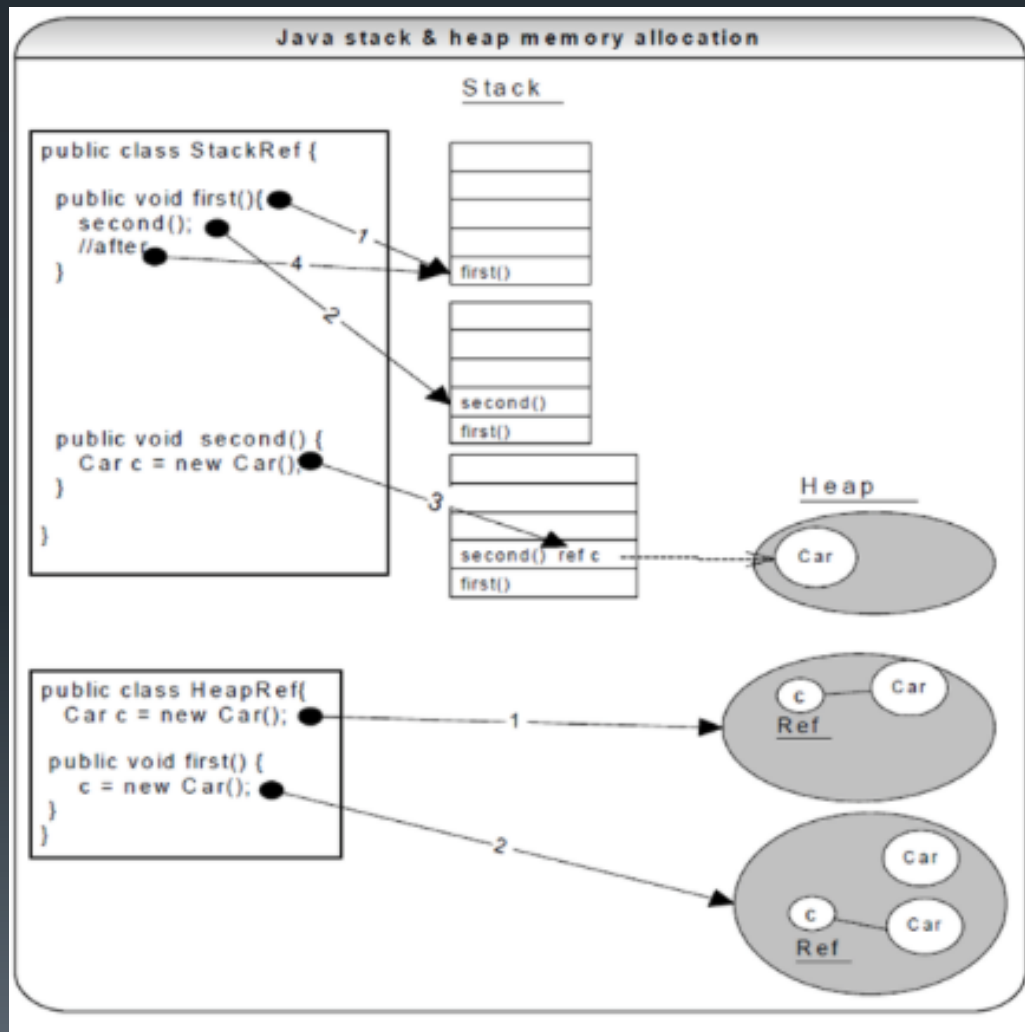 Java stack & heap memory allocation
Stack
public class StackRef {
public void first(){
second();
//after
}
public void second() {
Car c = new Car();
}
}
1
4
2
3
first()
second()
first()
second() ref c
first()
Heap
Car
public class HeapRef{
Car c = new Car();
public void first() {
c = new Car();
}
}
1
2
c
Car
Ref
Car
c
Car
Ref